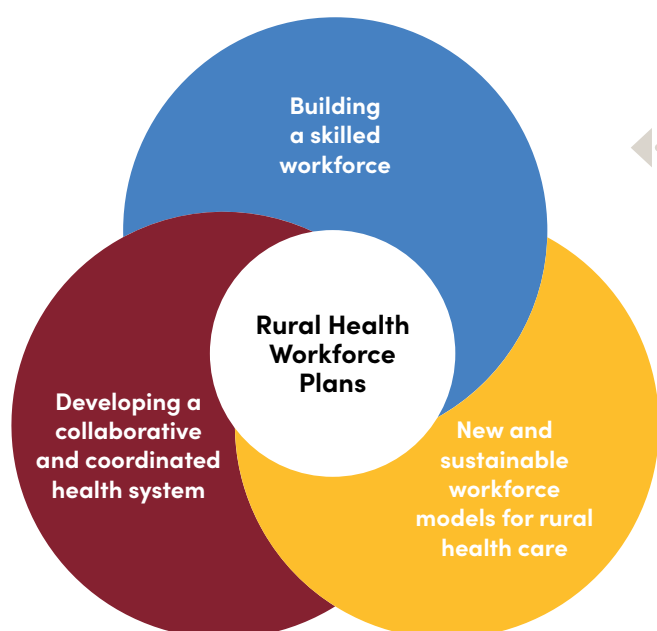 Building
a skilled
workforce
Rural Health
Workforce
Plans
Developing a
collaborative
and coordinated
health system
New and
sustainable
workforce
models for rural
health care